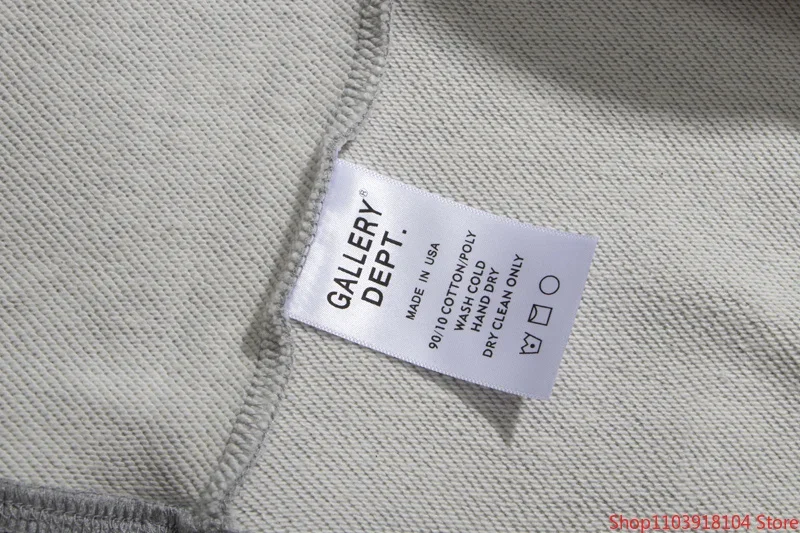 GALLERY®
DEPT.
MADE IN USA
90/10 COTTON/POLY
WASH COLD
HAND DRY
DRY CLEAN ONLY
Shop1103918104 Store